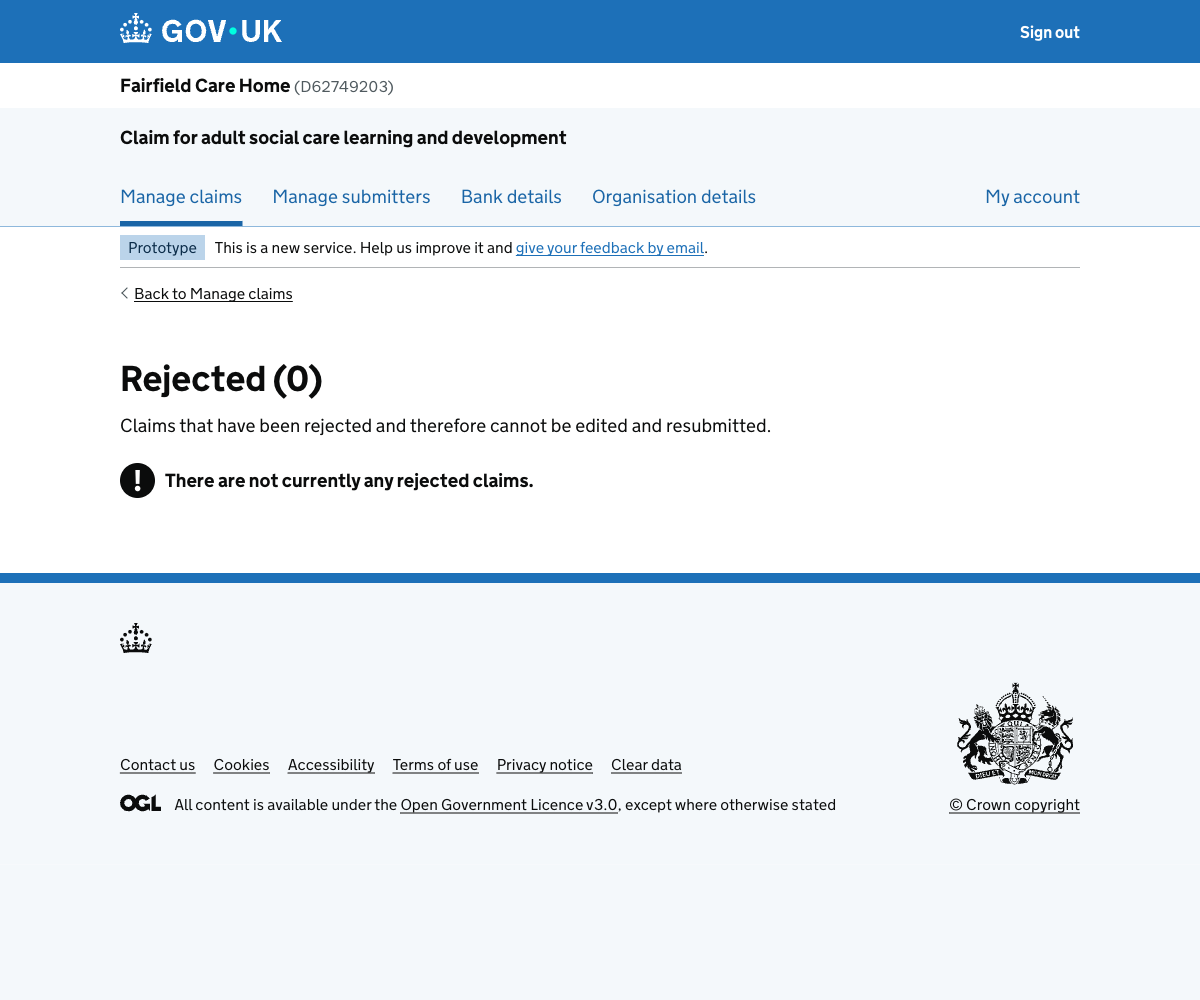 GOV·UK
Sign out
Fairfield Care Home (D62749203)
Claim for adult social care learning and development
Manage claims Manage submitters Bank details Organisation details My account
Prototype This is a new service. Help us improve it and give your feedback by email.
Back to Manage claims
Rejected (0)
Claims that have been rejected and therefore cannot be edited and resubmitted.
! There are not currently any rejected claims.
Contact us Cookies Accessibility Terms of use Privacy notice Clear data
OGL All content is available under the Open Government Licence v3.0, except where otherwise stated
© Crown copyright